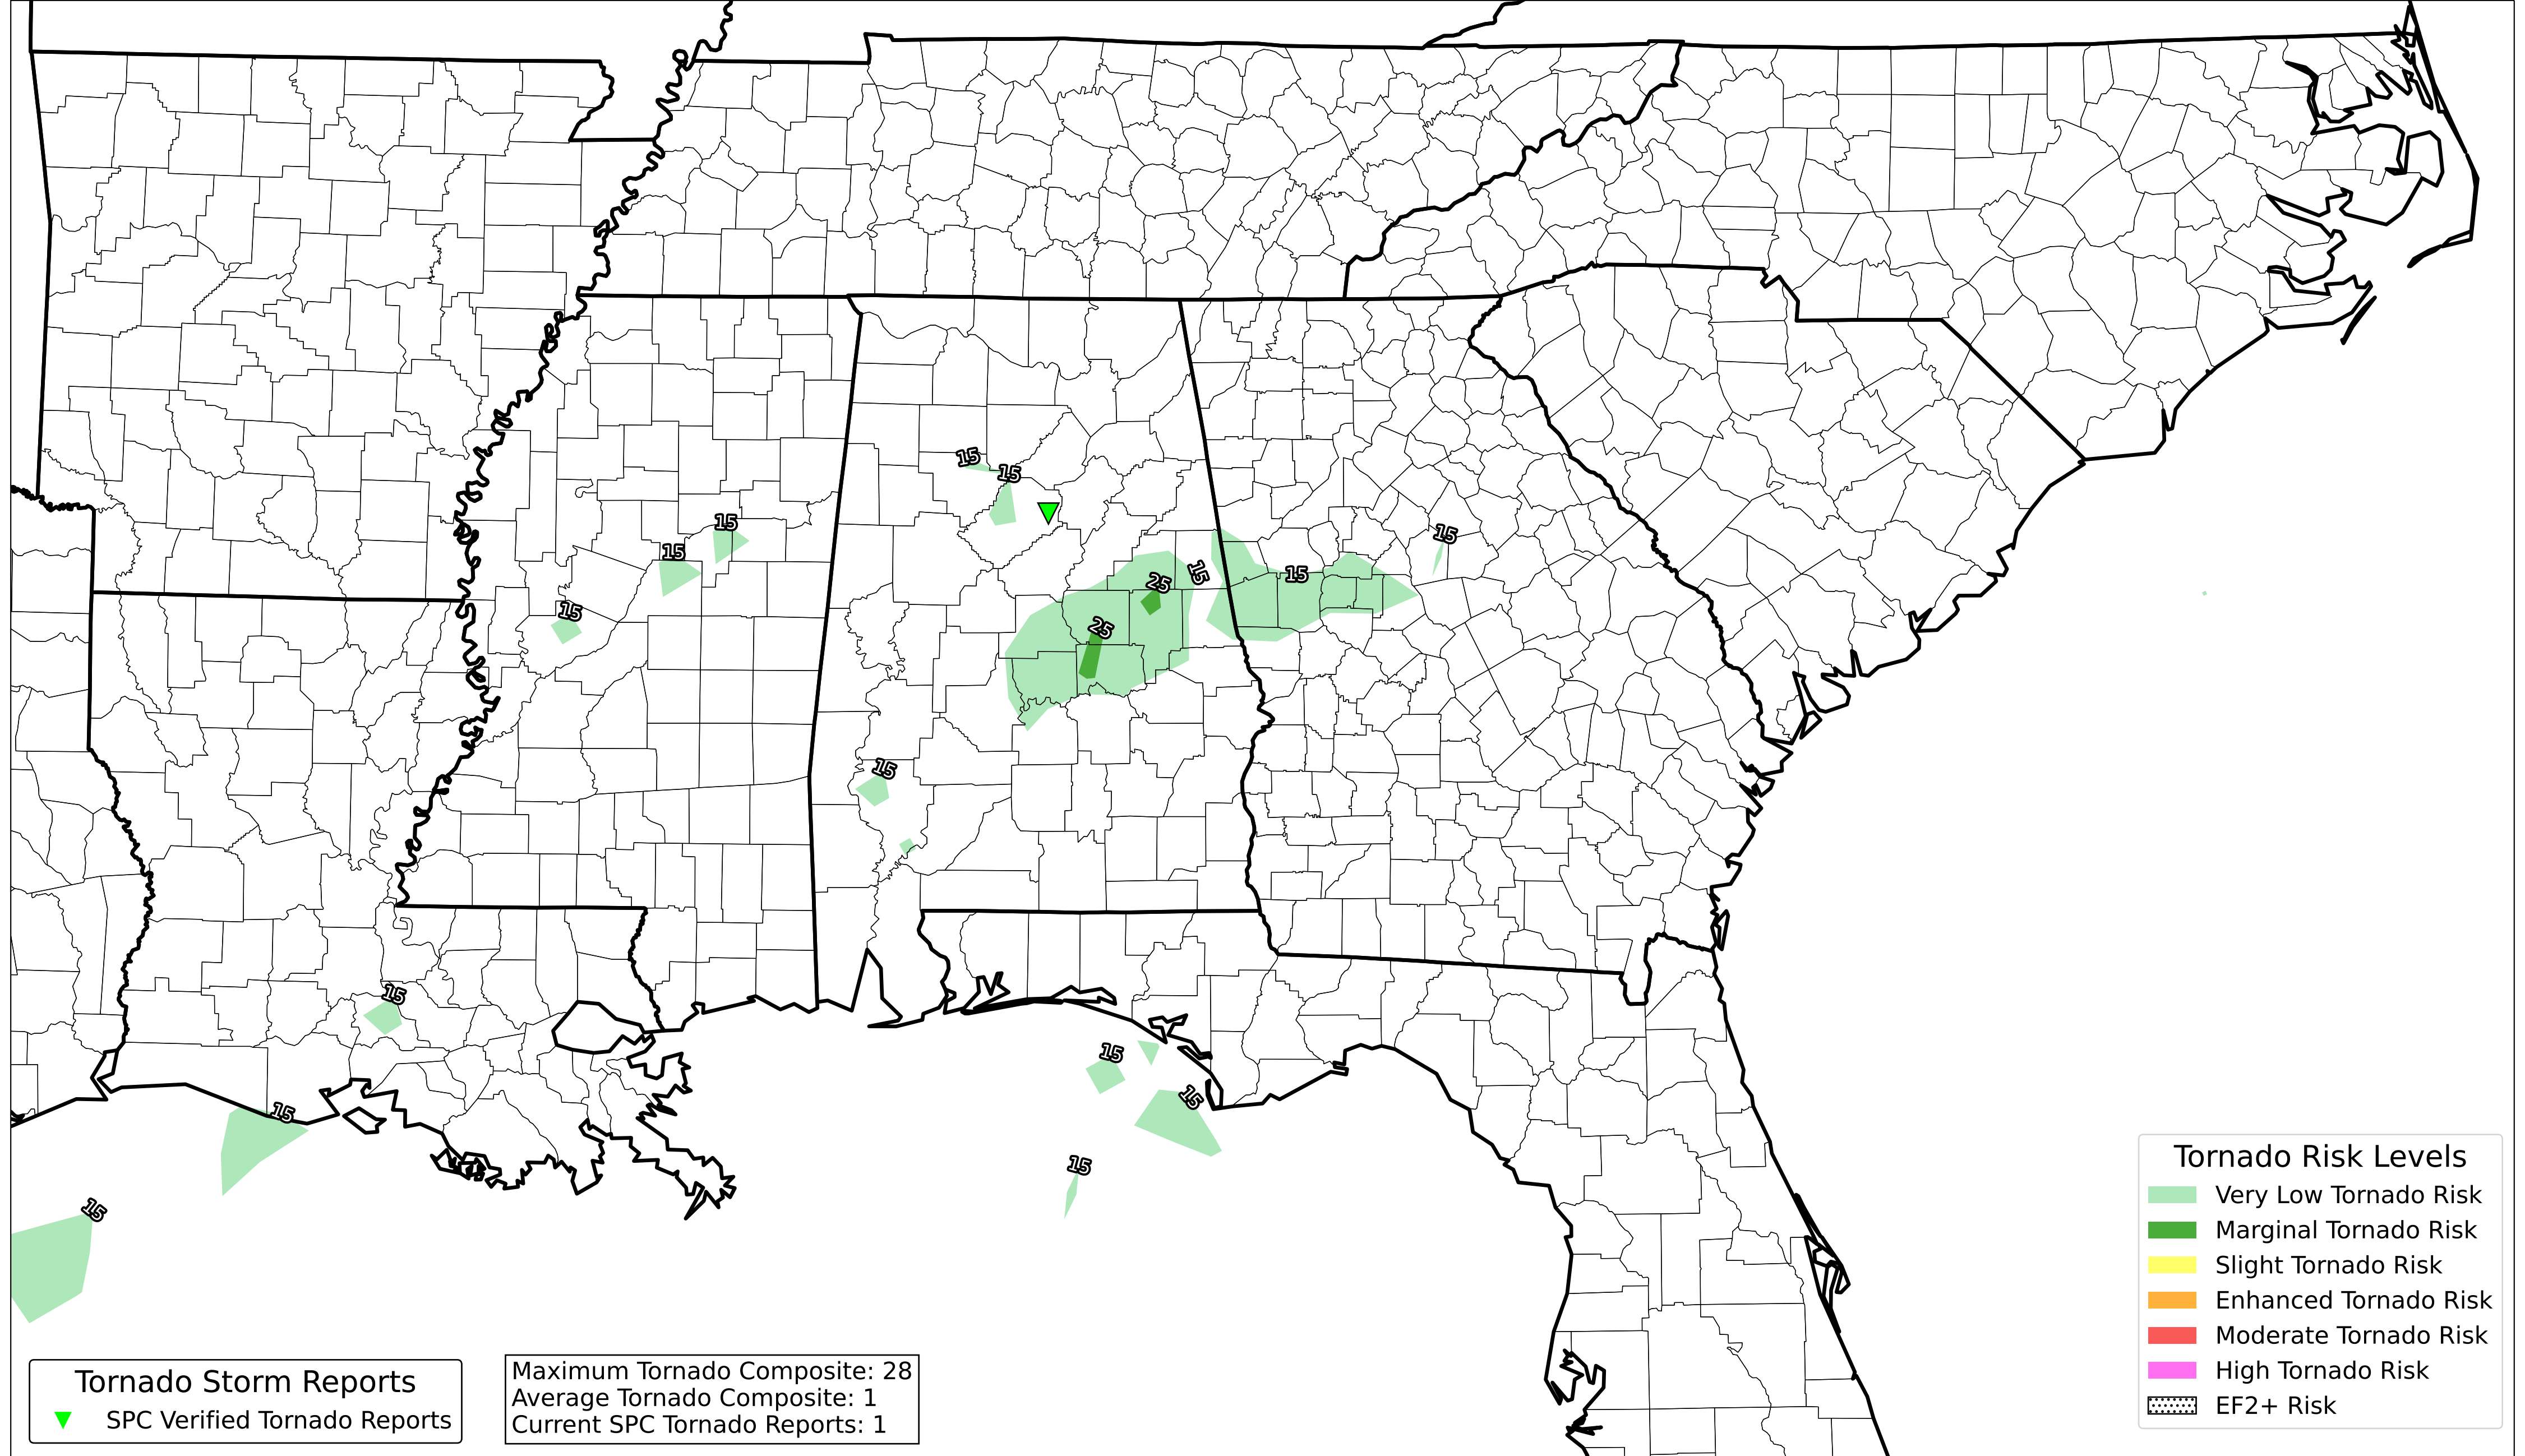 15
15
15
15
15
25
15
15
15
25
15
15
15
15
15
15
Tornado Risk Levels
Very Low Tornado Risk
Marginal Tornado Risk
Slight Tornado Risk
Enhanced Tornado Risk
Moderate Tornado Risk
High Tornado Risk
EF2+ Risk
Tornado Storm Reports
SPC Verified Tornado Reports
Maximum Tornado Composite: 28
Average Tornado Composite: 1
Current SPC Tornado Reports: 1